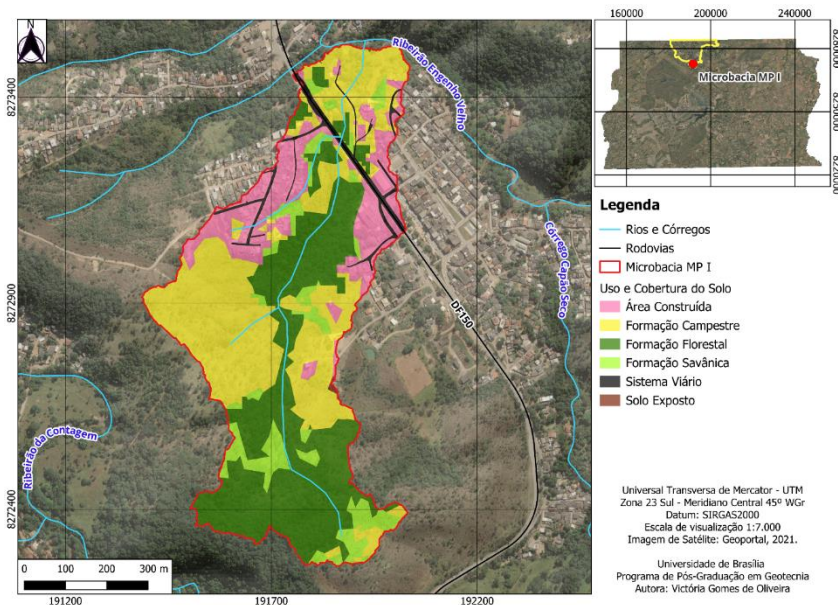 N
Ribeirão Engenho Velho
Córrego Capão Seco
DF150
Ribeirão da Contagem
8273400
8272900
8272400
191200
191700
192200
0 100 200 300 m
160000
200000
240000
8280000
8250000
8220000
Microbacia MP I
Legenda
Rios e Córregos
Rodovias
Microbacia MP I
Uso e Cobertura do Solo
Área Construída
Formação Campestre
Formação Florestal
Formação Savânica
Sistema Viário
Solo Exposto
Universal Transversa de Mercator - UTM
Zona 23 Sul - Meridiano Central 45º WGr
Datum: SIRGAS2000
Escala de visualização 1:7.000
Imagem de Satélite: Geoportal, 2021.
Universidade de Brasília
Programa de Pós-Graduação em Geotecnia
Autora: Victória Gomes de Oliveira